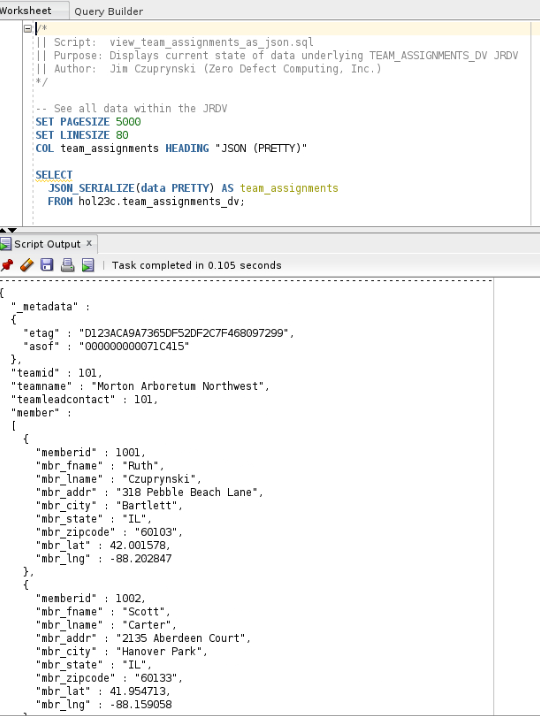 Worksheet Query Builder
/*
|| Script:  view_team_assignments_as_json.sql
|| Purpose: Displays current state of data underlying TEAM_ASSIGNMENTS_DV JRDV
|| Author:  Jim Czuprynski (Zero Defect Computing, Inc.)
*/
-- See all data within the JRDV
SET PAGESIZE 5000
SET LINESIZE 80
COL team_assignments HEADING "JSON (PRETTY)"
SELECT
JSON_SERIALIZE(data PRETTY) AS team_assignments
FROM hol23c.team_assignments_dv;
Script Output x
Task completed in 0.105 seconds
{
"_metadata" :
{
"etag" : "D123ACA9A7365DF52DF2C7F468097299",
"asof" : "000000000071C415"
},
"teamid" : 101,
"teamname" : "Morton Arboretum Northwest",
"teamleadcontact" : 101,
"member" :
[
{
"memberid" : 1001,
"mbr_fname" : "Ruth",
"mbr_lname" : "Czuprynski",
"mbr_addr" : "318 Pebble Beach Lane",
"mbr_city" : "Bartlett",
"mbr_state" : "IL",
"mbr_zipcode" : "60103",
"mbr_lat" : 42.001578,
"mbr_lng" : -88.202847
},
{
"memberid" : 1002,
"mbr_fname" : "Scott",
"mbr_lname" : "Carter",
"mbr_addr" : "2135 Aberdeen Court",
"mbr_city" : "Hanover Park",
"mbr_state" : "IL",
"mbr_zipcode" : "60133",
"mbr_lat" : 41.954713,
"mbr_lng" : -88.159058